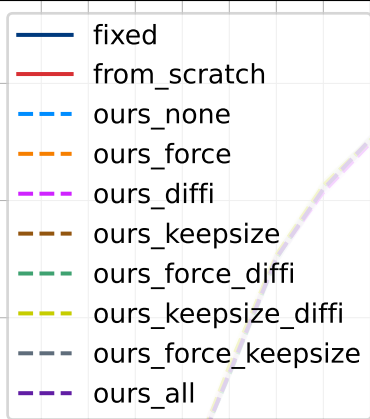 fixed
from_scratch
ours_none
ours_force
ours_diffi
ours_keepsize
ours_force_diffi
ours_keepsize_diffi
ours_force_keepsize
ours_all